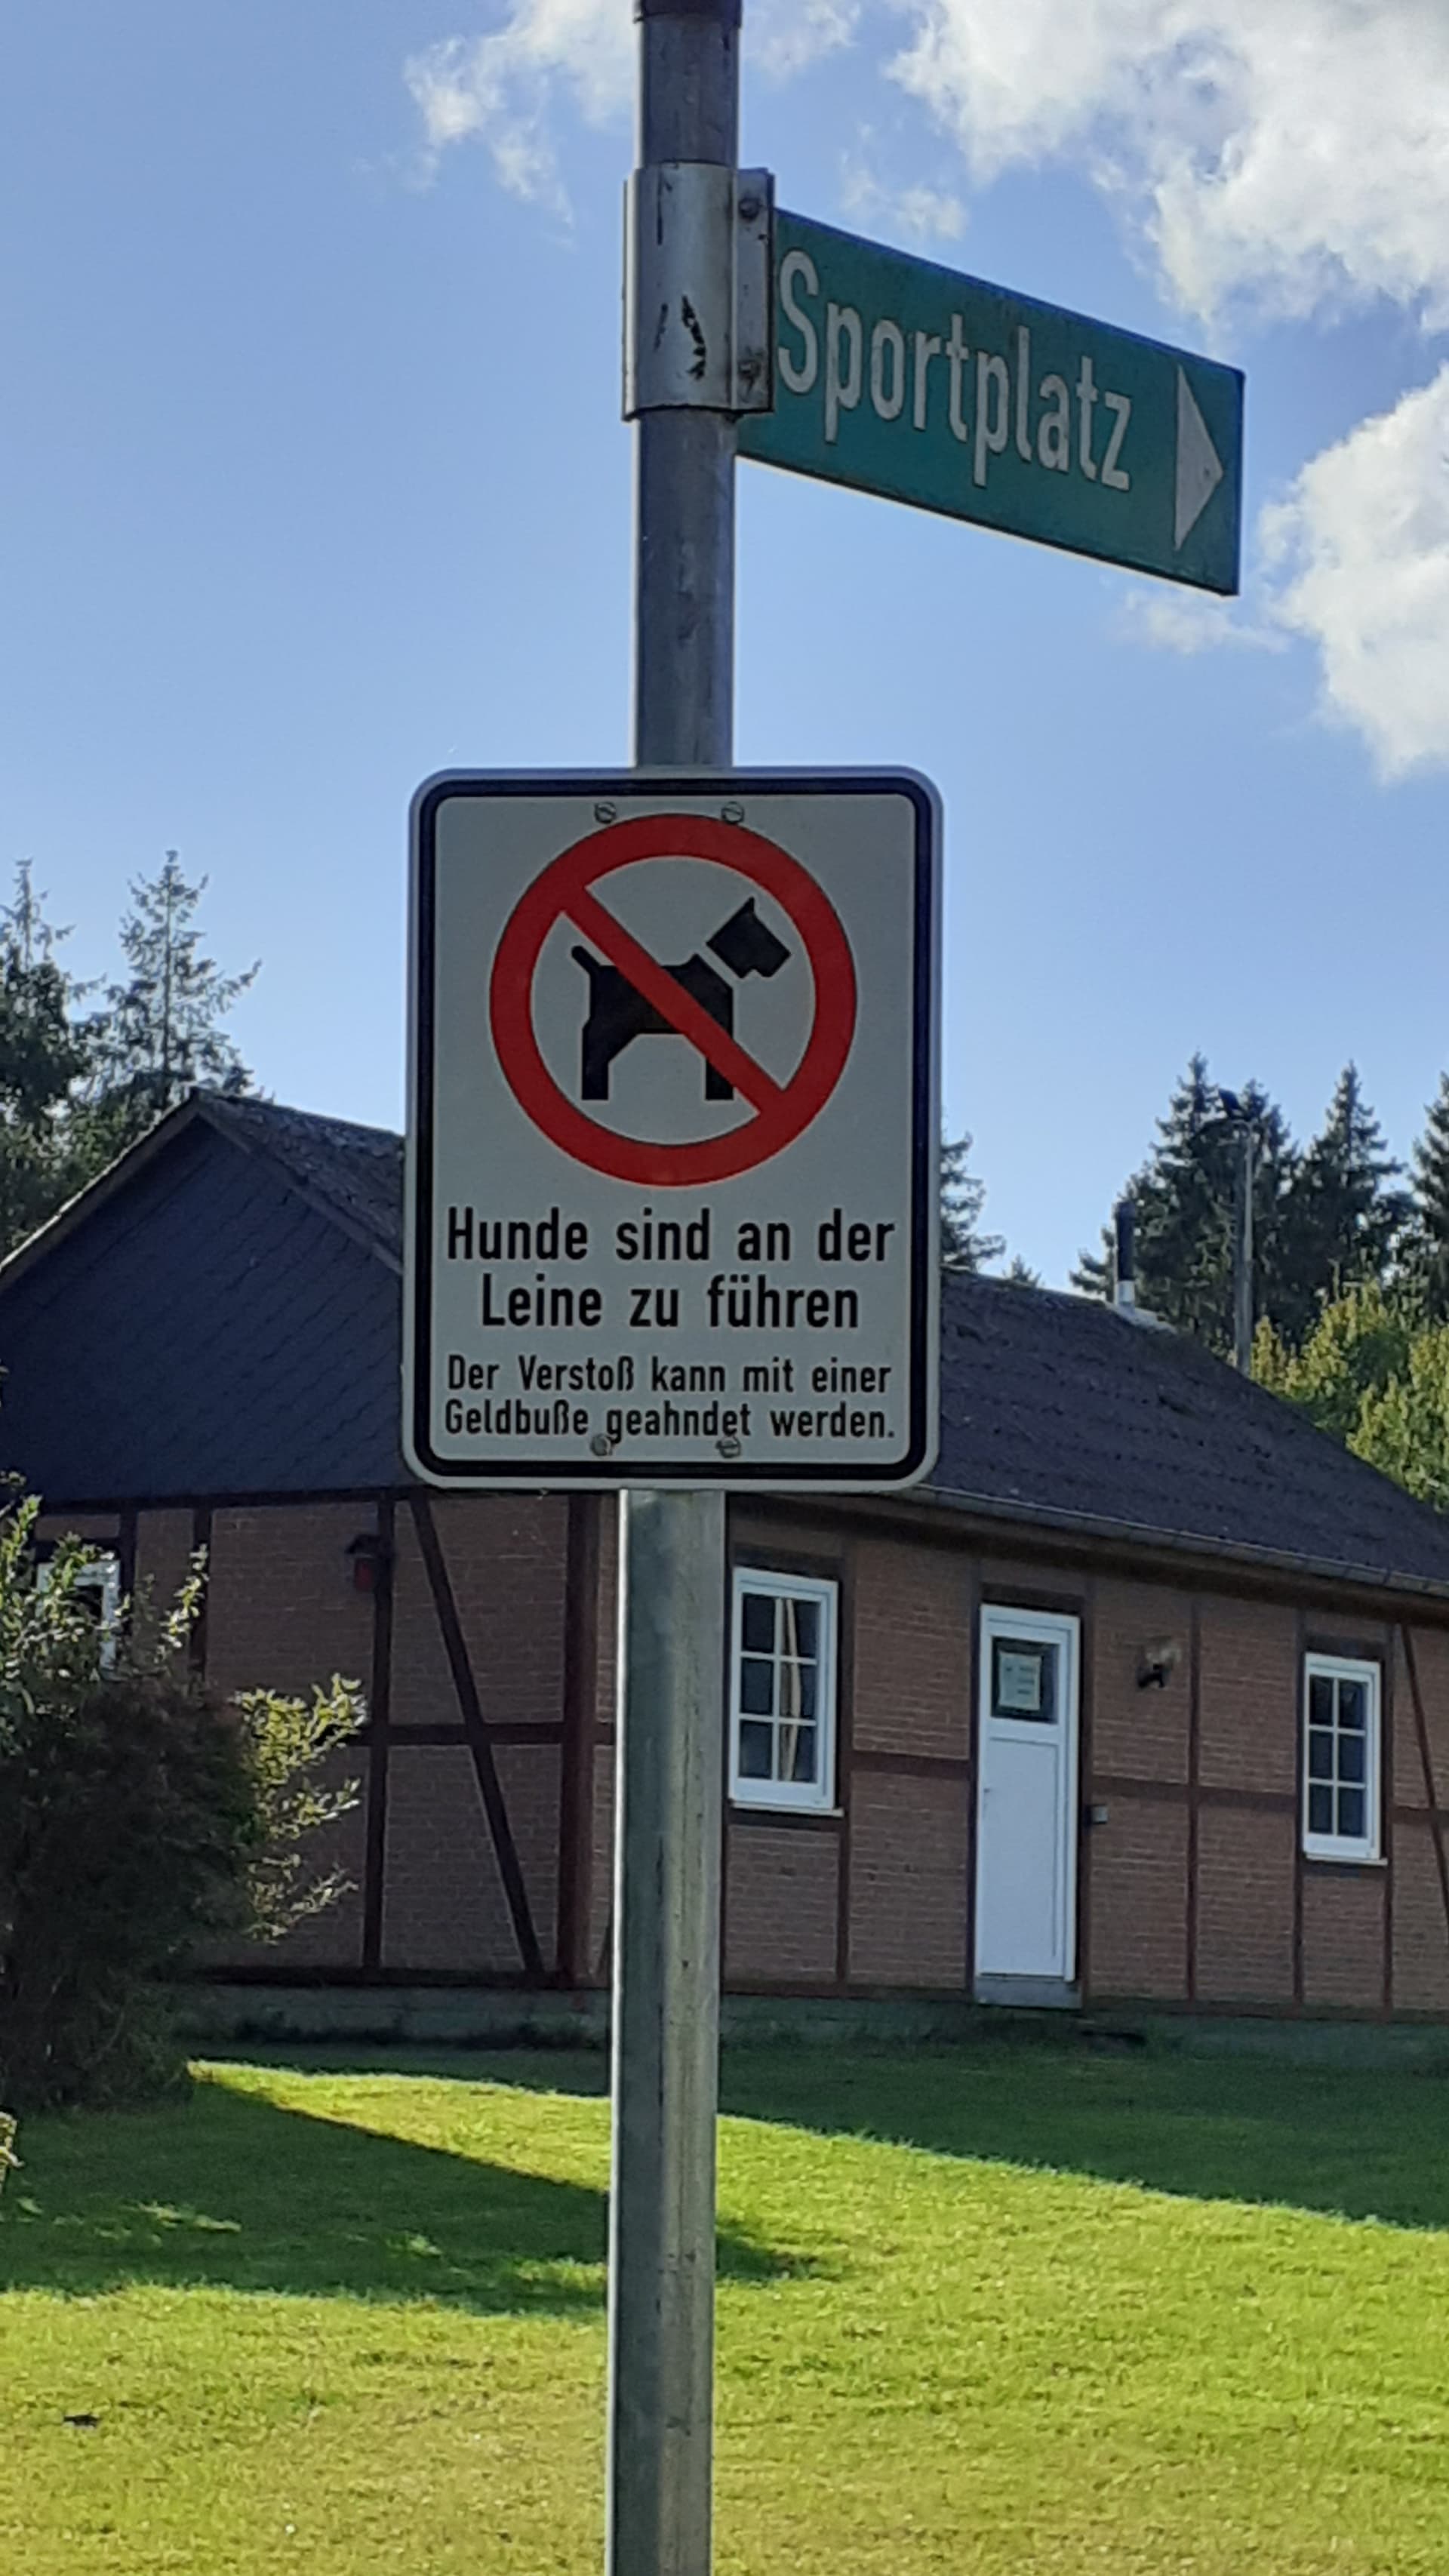 Sportplatz
Hunde sind an der
Leine zu führen
Der Verstoß kann mit einer
Geldbuße geahndet werden.